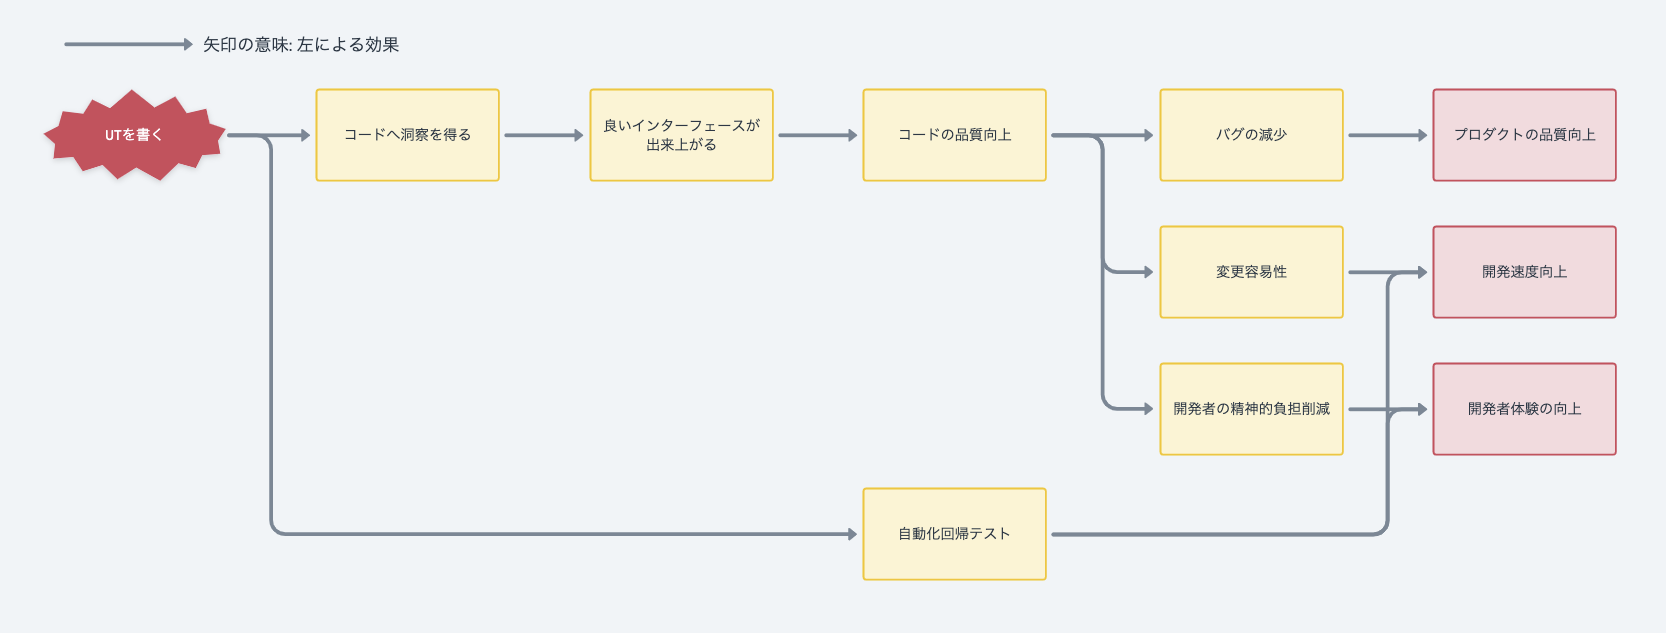 矢印の意味: 左による効果
UTを書く
コードへ洞察を得る
良いインターフェースが
出来上がる
コードの品質向上
バグの減少
プロダクトの品質向上
変更容易性
開発速度向上
開発者の精神的負担削減
開発者体験の向上
自動化回帰テスト